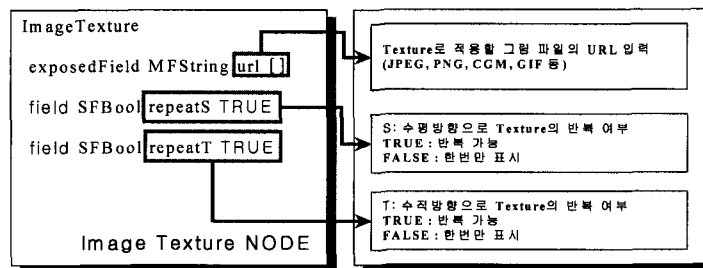 ImageTexture
exposedField MFString url []
field SFBool repeatS TRUE
field SFBool repeatT TRUE
Image Texture NODE
Texture로 적용할 그림 파일의 URL 입력
(JPEG, PNG, CGM, GIF 등)
S: 수평방향으로 Texture의 반복 여부
TRUE : 반복 가능
FALSE : 한번만 표시
T: 수직방향으로 Texture의 반복 여부
TRUE : 반복 가능
FALSE : 한번만 표시